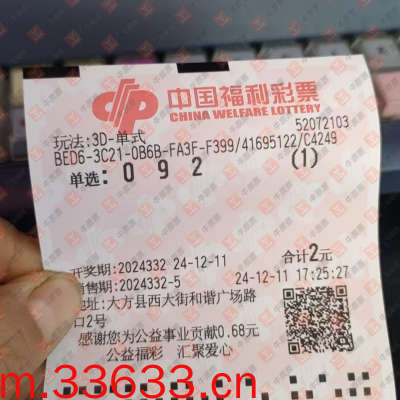 中国福利彩票
CHINA WELFARE LOTTERY
玩法:3D-单式
52072103
BED6-3C21-0B6B-FA3F-F399/41695122/C4249
单选: 0 9 2
(1)
开奖期:2024332 24-12-11
合计2元
销售期:2024332-5
24-12-11 17:25:27
地址:大方县西大街和谐广场路
口2号
感谢您为公益事业贡献0.68元
公益福彩 汇聚爱心
m.33633.cn